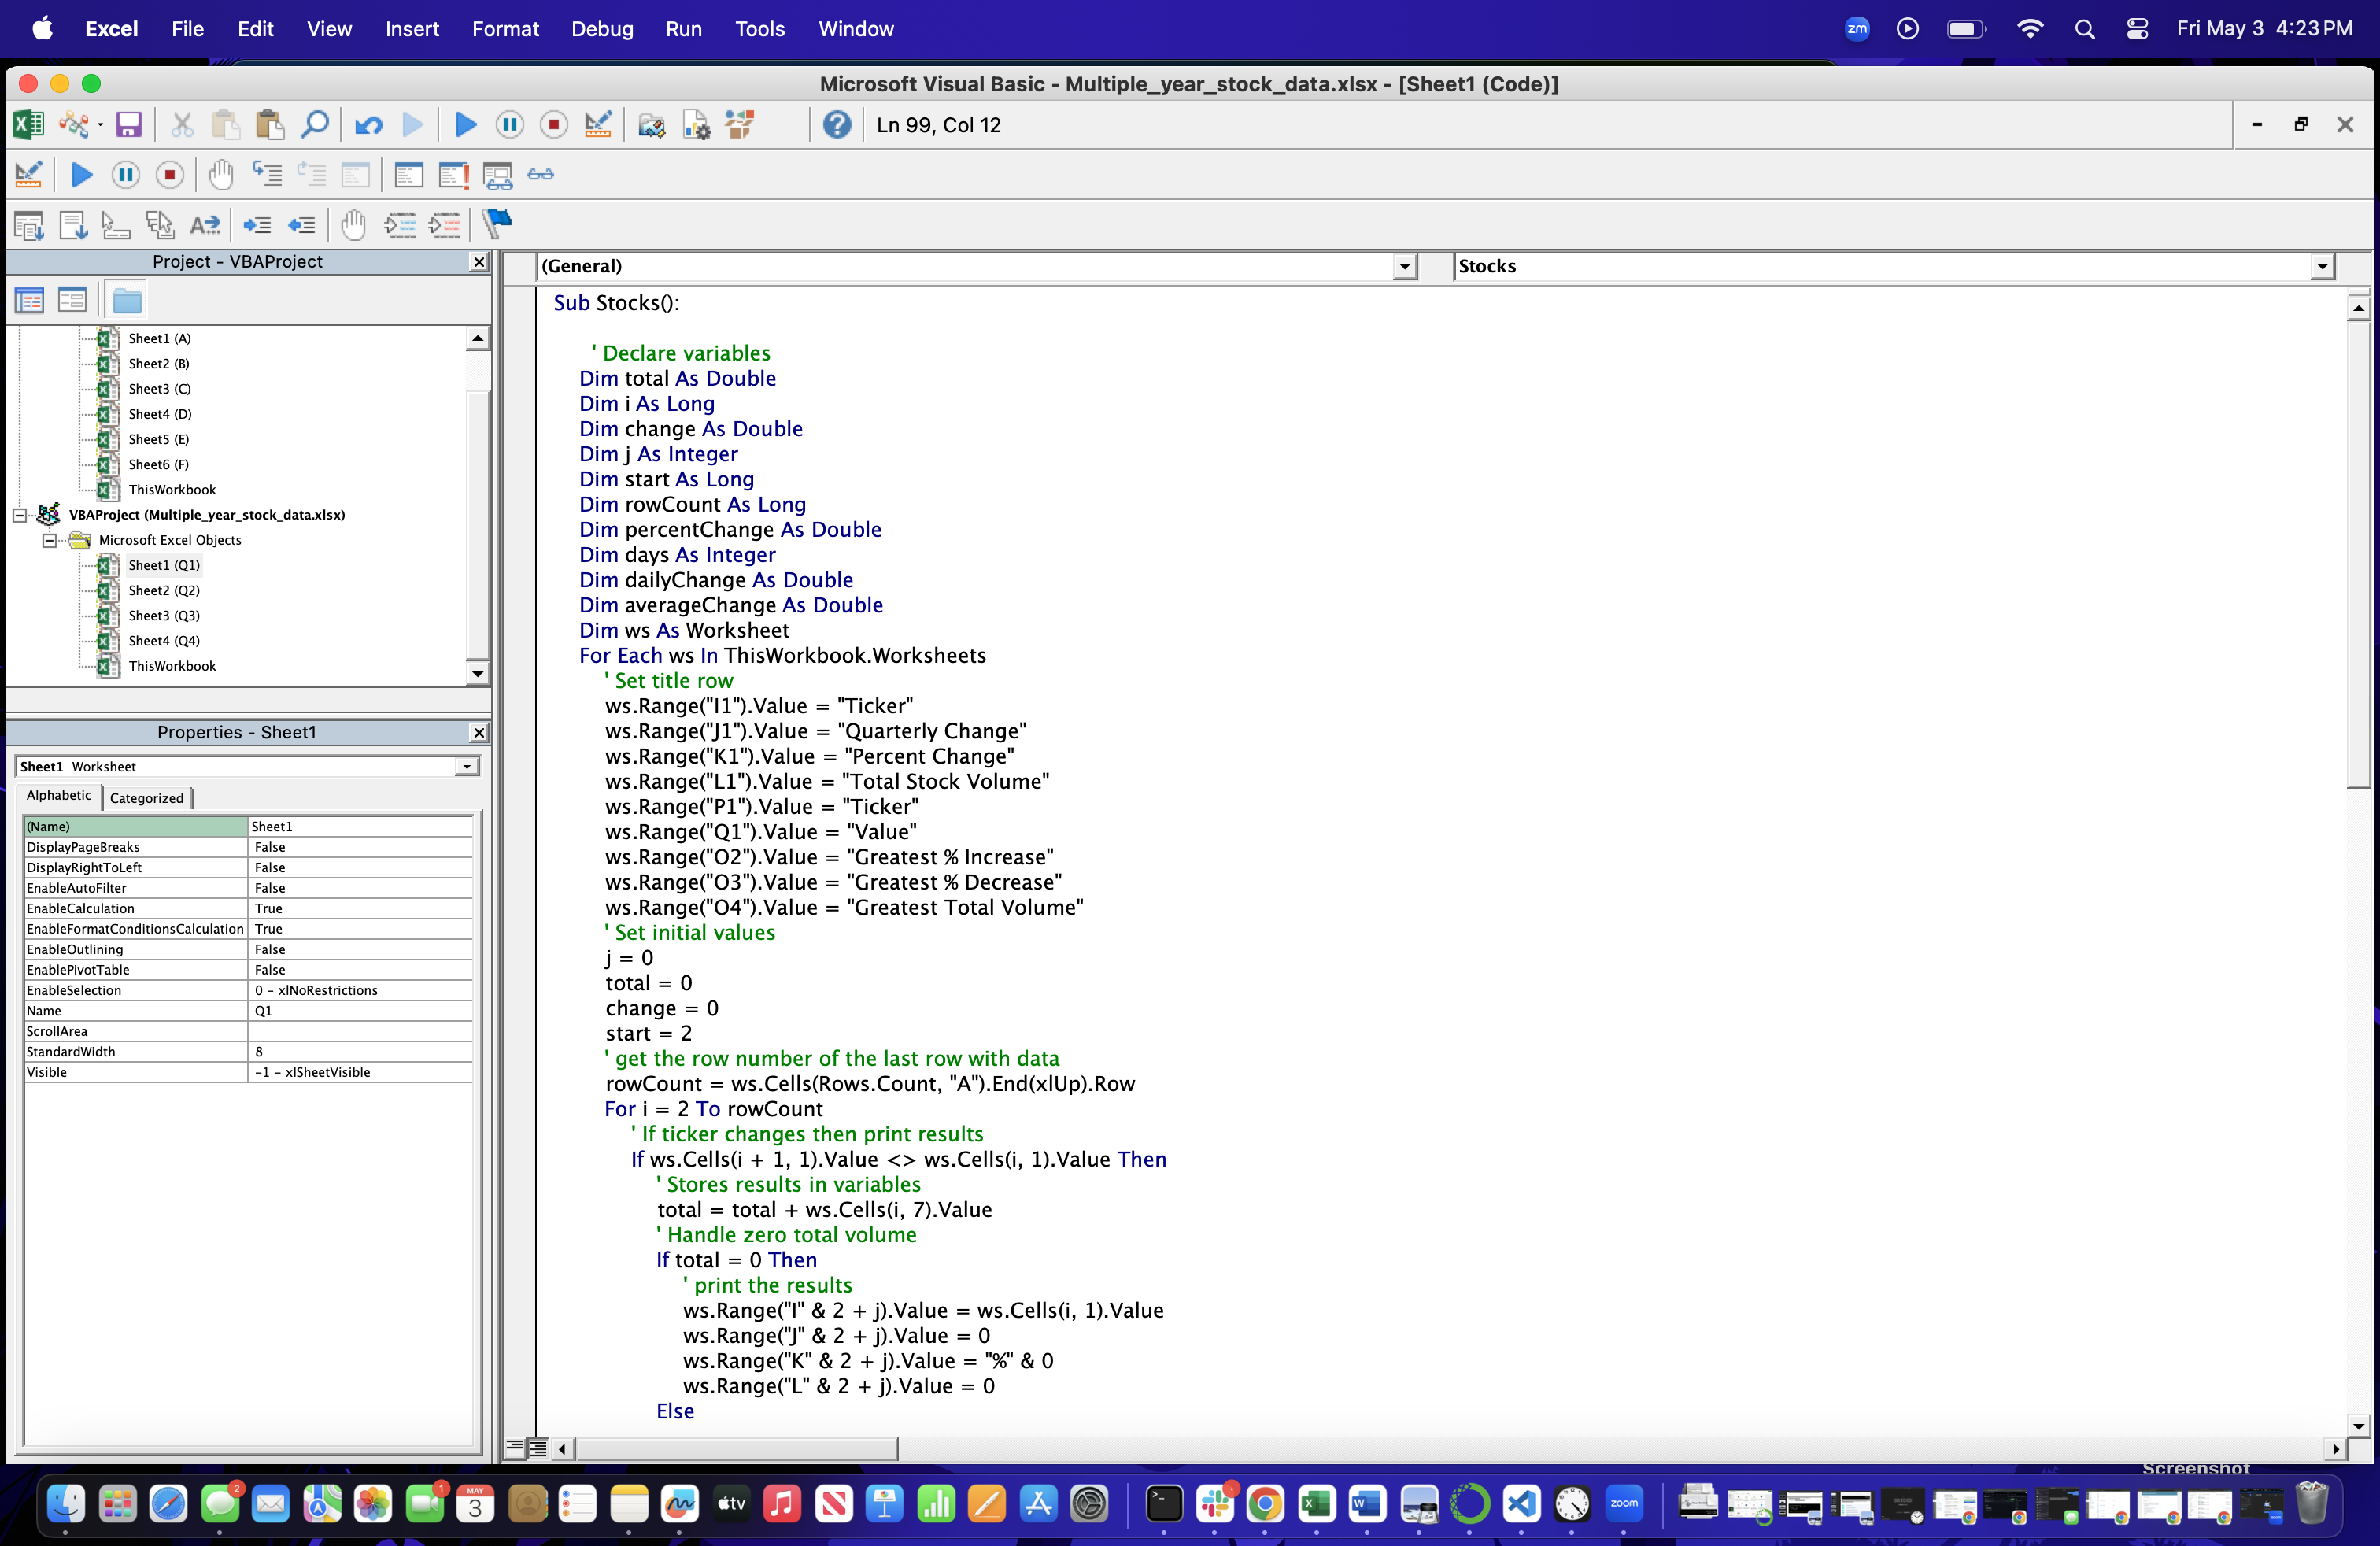 Excel File Edit View Insert Format Debug Run Tools Window zm Fri May 3 4:23 PM
Microsoft Visual Basic - Multiple_year_stock_data.xlsx - [Sheet1 (Code)]
Ln 99, Col 12
Project - VBAProject
(General) Stocks
Sheet1 (A)
Sheet2 (B)
Sheet3 (C)
Sheet4 (D)
Sheet5 (E)
Sheet6 (F)
ThisWorkbook
VBAProject (Multiple_year_stock_data.xlsx)
Microsoft Excel Objects
Sheet1 (Q1)
Sheet2 (Q2)
Sheet3 (Q3)
Sheet4 (Q4)
ThisWorkbook
Properties - Sheet1
Sheet1 Worksheet
Alphabetic Categorized
(Name) Sheet1
DisplayPageBreaks False
DisplayRightToLeft False
EnableAutoFilter False
EnableCalculation True
EnableFormatConditionsCalculation True
EnableOutlining False
EnablePivotTable False
EnableSelection 0 - xlNoRestrictions
Name Q1
ScrollArea
StandardWidth 8
Visible -1 - xlSheetVisible
Sub Stocks():
' Declare variables
Dim total As Double
Dim i As Long
Dim change As Double
Dim j As Integer
Dim start As Long
Dim rowCount As Long
Dim percentChange As Double
Dim days As Integer
Dim dailyChange As Double
Dim averageChange As Double
Dim ws As Worksheet
For Each ws In ThisWorkbook.Worksheets
' Set title row
ws.Range("I1").Value = "Ticker"
ws.Range("J1").Value = "Quarterly Change"
ws.Range("K1").Value = "Percent Change"
ws.Range("L1").Value = "Total Stock Volume"
ws.Range("P1").Value = "Ticker"
ws.Range("Q1").Value = "Value"
ws.Range("O2").Value = "Greatest % Increase"
ws.Range("O3").Value = "Greatest % Decrease"
ws.Range("O4").Value = "Greatest Total Volume"
' Set initial values
j = 0
total = 0
change = 0
start = 2
' get the row number of the last row with data
rowCount = ws.Cells(Rows.Count, "A").End(xlUp).Row
For i = 2 To rowCount
' If ticker changes then print results
If ws.Cells(i + 1, 1).Value <> ws.Cells(i, 1).Value Then
' Stores results in variables
total = total + ws.Cells(i, 7).Value
' Handle zero total volume
If total = 0 Then
' print the results
ws.Range("I" & 2 + j).Value = ws.Cells(i, 1).Value
ws.Range("J" & 2 + j).Value = 0
ws.Range("K" & 2 + j).Value = "%" & 0
ws.Range("L" & 2 + j).Value = 0
Else
Screenshot
2 1 MAY 3 tv zoom